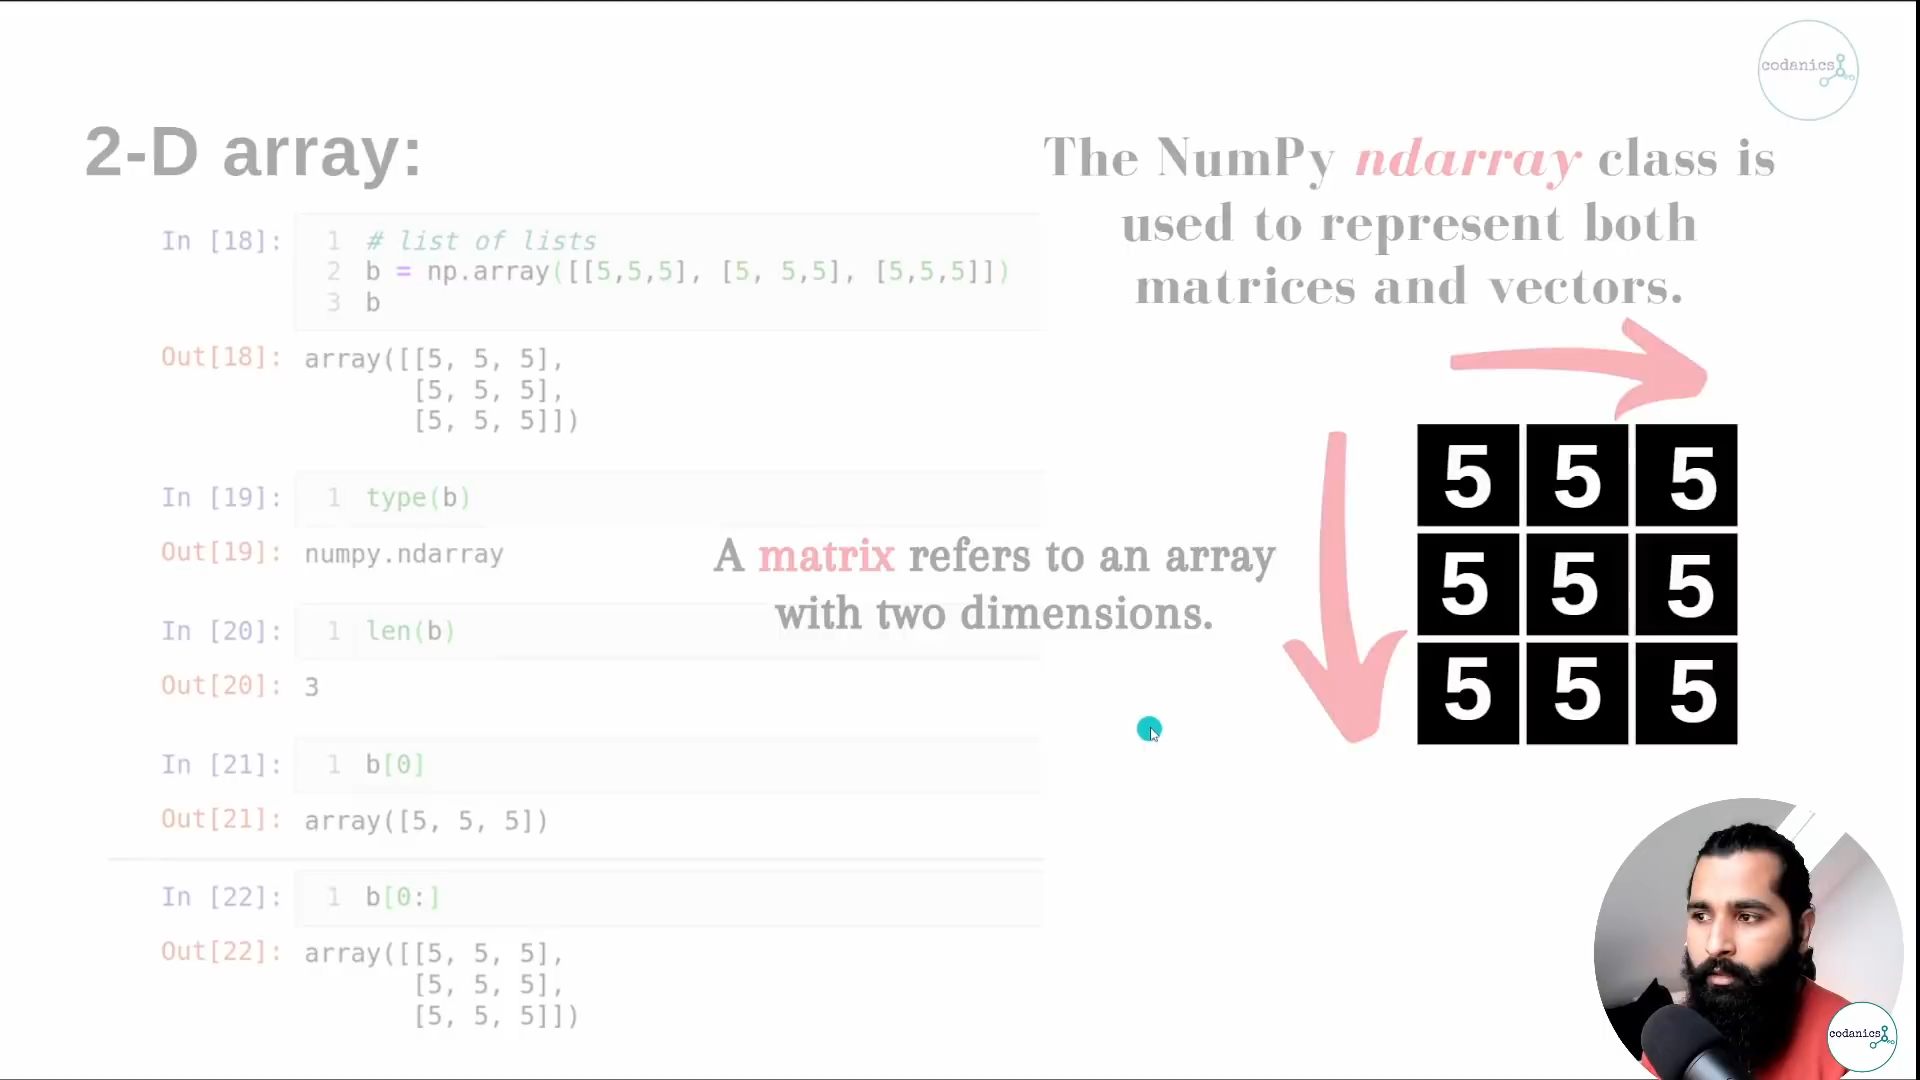 codanics
2-D array:
The NumPy ndarray class is
used to represent both
matrices and vectors.
In [18]:
1 # list of lists
2 b = np.array([[5,5,5], [5, 5,5], [5,5,5]])
3 b
Out[18]: array([[5, 5, 5],
[5, 5, 5],
[5, 5, 5]])
In [19]: 1 type(b)
Out[19]: numpy.ndarray
A matrix refers to an array
with two dimensions.
In [20]: 1 len(b)
Out[20]: 3
In [21]: 1 b[0]
Out[21]: array([5, 5, 5])
In [22]: 1 b[0:]
Out[22]: array([[5, 5, 5],
[5, 5, 5],
[5, 5, 5]])
5 5 5
5 5 5
5 5 5
codanics